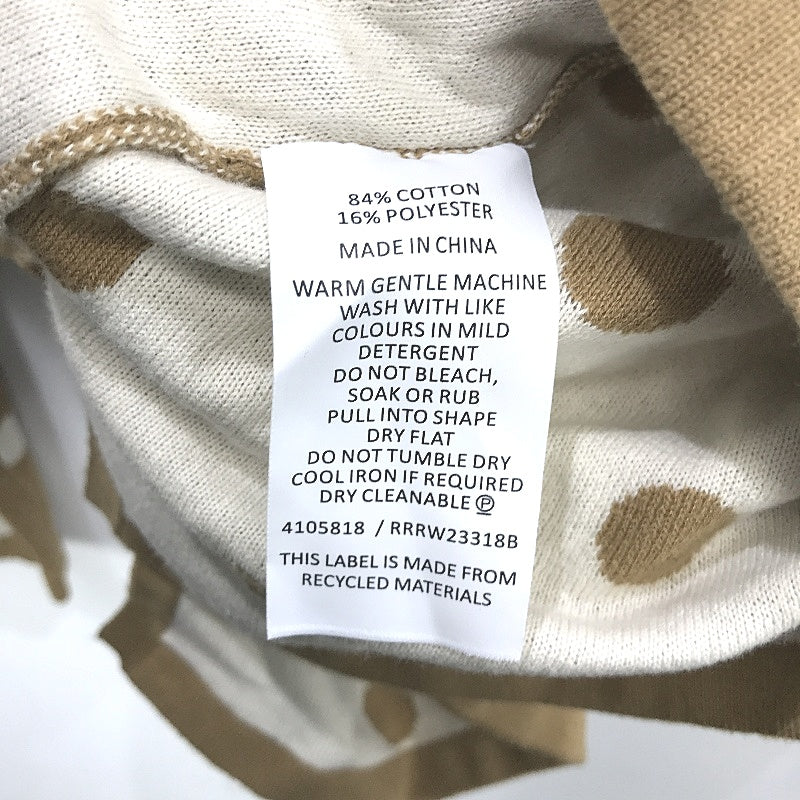 84% COTTON
16% POLYESTER
MADE IN CHINA
WARM GENTLE MACHINE
WASH WITH LIKE
COLOURS IN MILD
DETERGENT
DO NOT BLEACH,
SOAK OR RUB
PULL INTO SHAPE
DRY FLAT
DO NOT TUMBLE DRY
COOL IRON IF REQUIRED
DRY CLEANABLE Ⓟ
4105818 / RRRW23318B
THIS LABEL IS MADE FROM
RECYCLED MATERIALS